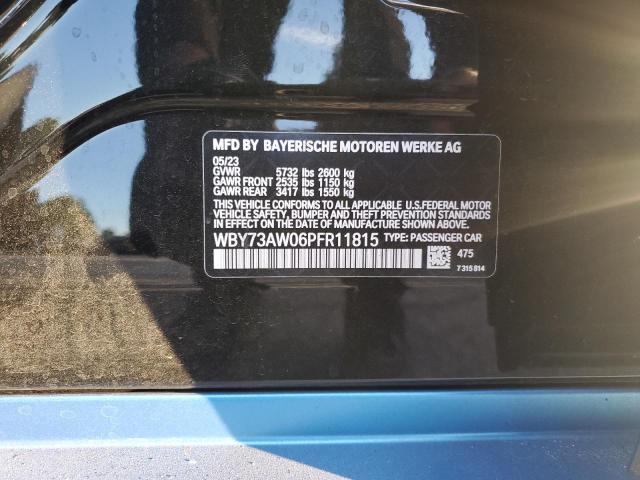 MFD BY BAYERISCHE MOTOREN WERKE AG
05/23
GVWR 5732 lbs 2600 kg
GAWR FRONT 2535 lbs 1150 kg
GAWR REAR 3417 lbs 1550 kg
THIS VEHICLE CONFORMS TO ALL APPLICABLE U.S.FEDERAL MOTOR
VEHICLE SAFETY, BUMPER AND THEFT PREVENTION STANDARDS
IN EFFECT ON THE DATE OF MANUFACTURE SHOWN ABOVE.
WBY73AW06PFR11815 TYPE: PASSENGER CAR
475
7 315 814